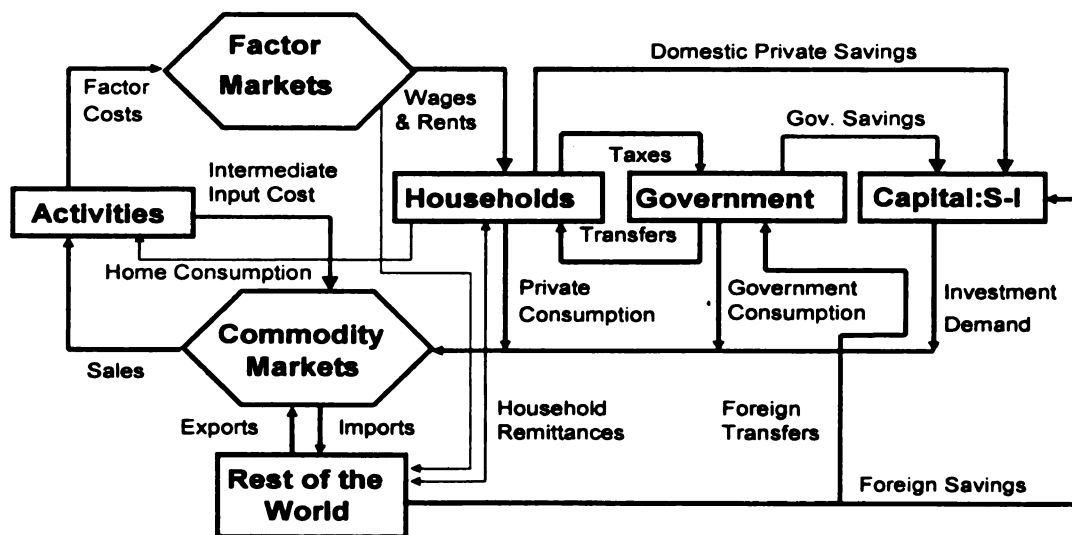 Factor
Markets
Domestic Private Savings
Factor
Costs
Wages
& Rents
Gov. Savings
Taxes
Intermediate
Input Cost
Activities
Households
Government
Capital:S-I
Transfers
Home Consumption
Private
Consumption
Government
Consumption
Investment
Demand
Commodity
Markets
Sales
Exports
Imports
Household
Remittances
Foreign
Transfers
Rest of the
World
Foreign Savings